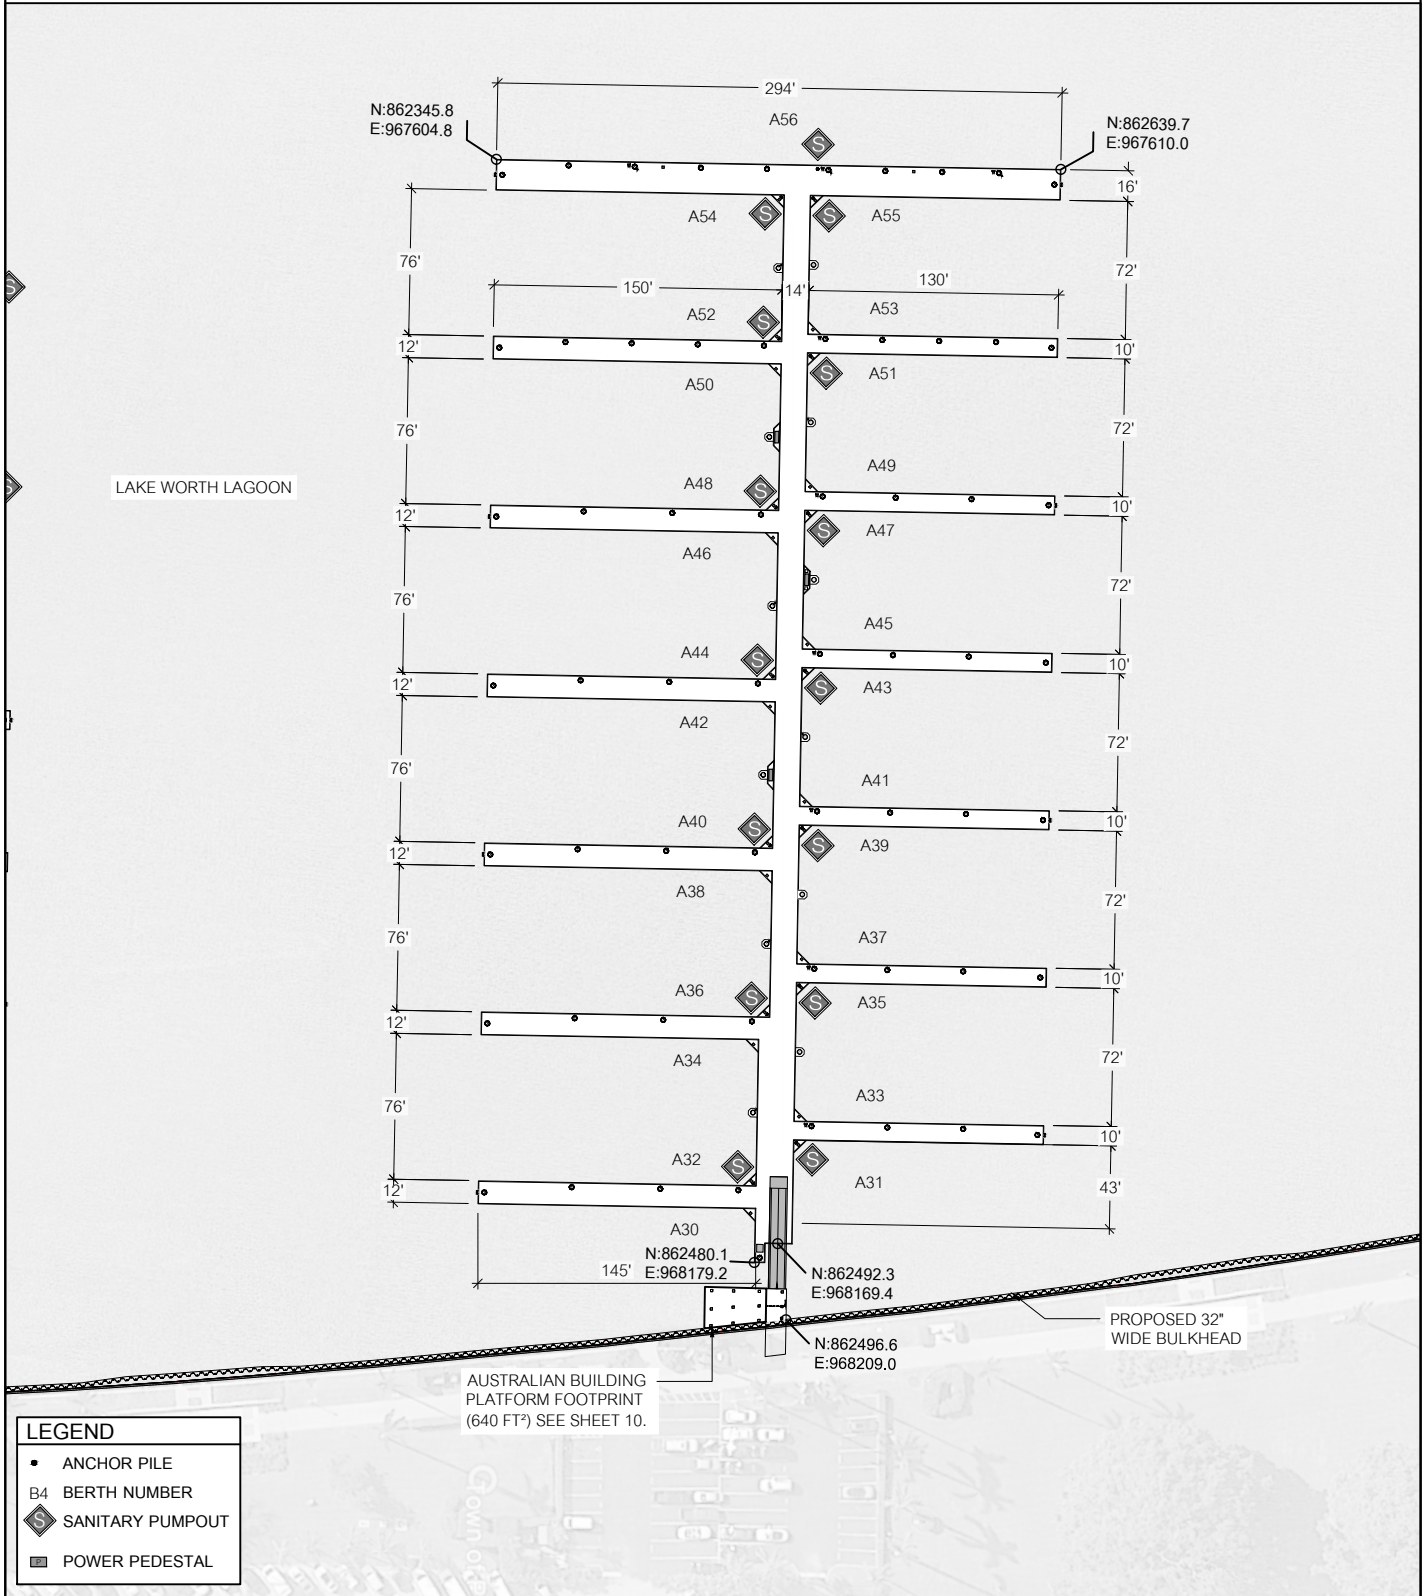 294'
N:862345.8
E:967604.8
A56
S
N:862639.7
E:967610.0
16'
A54
S
S
A55
76'
72'
S
150'
14'
130'
A52
S
A53
12'
10'
A50
S
A51
76'
72'
LAKE WORTH LAGOON
S
A48
S
A49
12'
10'
A46
S
A47
76'
72'
A44
S
A45
12'
10'
A42
S
A43
76'
72'
A40
S
A41
12'
10'
A38
S
A39
76'
72'
A36
S
A37
12'
10'
A34
S
A35
76'
72'
A32
S
A33
12'
10'
S
A31
43'
A30
N:862480.1
E:968179.2
145'
N:862492.3
E:968169.4
N:862496.6
E:968209.0
PROPOSED 32"
WIDE BULKHEAD
AUSTRALIAN BUILDING
PLATFORM FOOTPRINT
(640 FT²) SEE SHEET 10.
LEGEND
ANCHOR PILE
B4 BERTH NUMBER
S SANITARY PUMPOUT
P POWER PEDESTAL